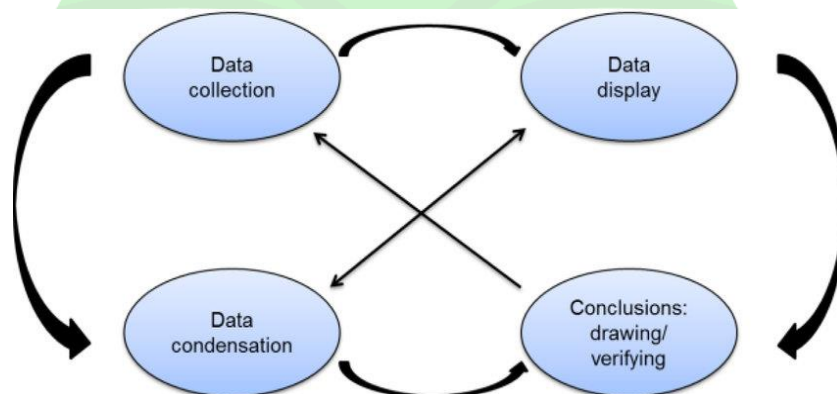 Data
collection
Data
display
Data
condensation
Conclusions:
drawing/
verifying